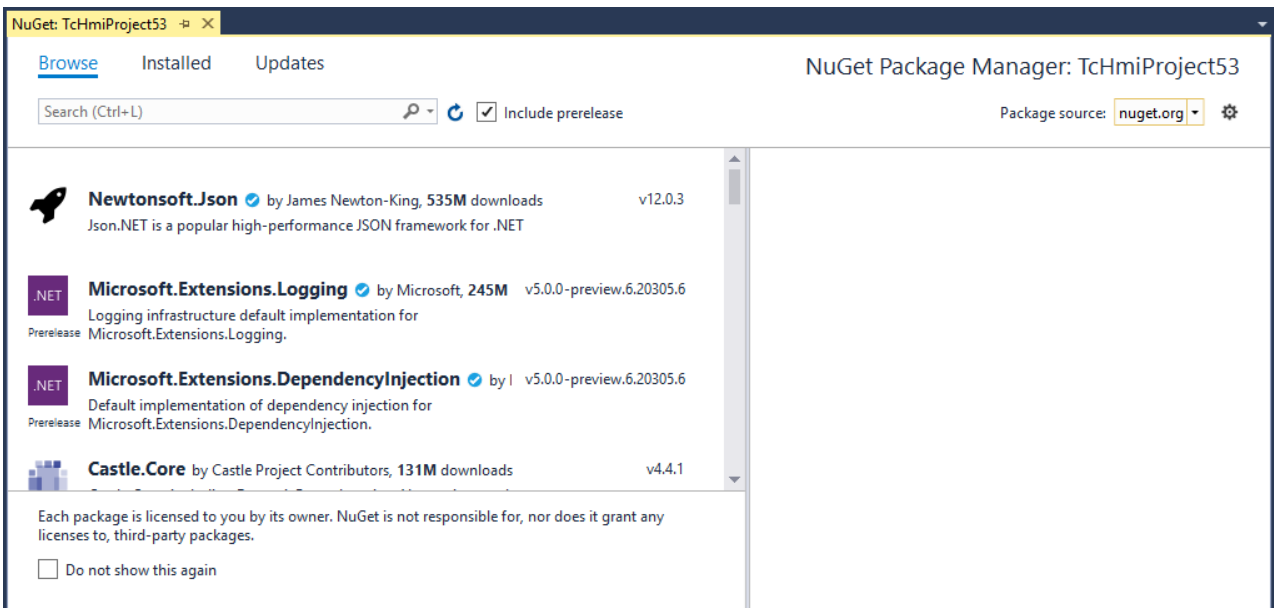 NuGet: TcHmiProject53
Browse Installed Updates
NuGet Package Manager: TcHmiProject53
Search (Ctrl+L)
Include prerelease
Package source: nuget.org
Newtonsoft.Json by James Newton-King, 535M downloads v12.0.3
Json.NET is a popular high-performance JSON framework for .NET
.NET
Microsoft.Extensions.Logging by Microsoft, 245M v5.0.0-preview.6.20305.6
Logging infrastructure default implementation for
Prerelease Microsoft.Extensions.Logging.
.NET
Microsoft.Extensions.DependencyInjection by v5.0.0-preview.6.20305.6
Default implementation of dependency injection for
Prerelease Microsoft.Extensions.DependencyInjection.
Castle.Core by Castle Project Contributors, 131M downloads v4.4.1
Each package is licensed to you by its owner. NuGet is not responsible for, nor does it grant any
licenses to, third-party packages.
Do not show this again